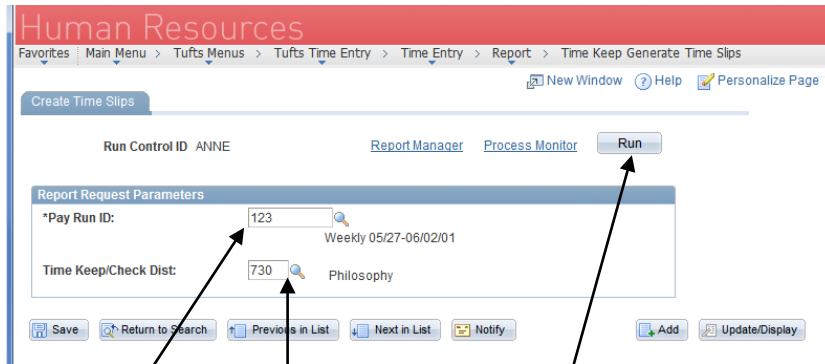 Human Resources
Favorites Main Menu > Tufts Menus > Tufts Time Entry > Time Entry > Report > Time Keep Generate Time Slips
New Window Help Personalize Page
Create Time Slips
Run Control ID ANNE Report Manager Process Monitor Run
Report Request Parameters
*Pay Run ID: 123
Weekly 05/27-06/02/01
Time Keep/Check Dist: 730 Philosophy
Save Return to Search Previous in List Next in List Notify Add Update/Display